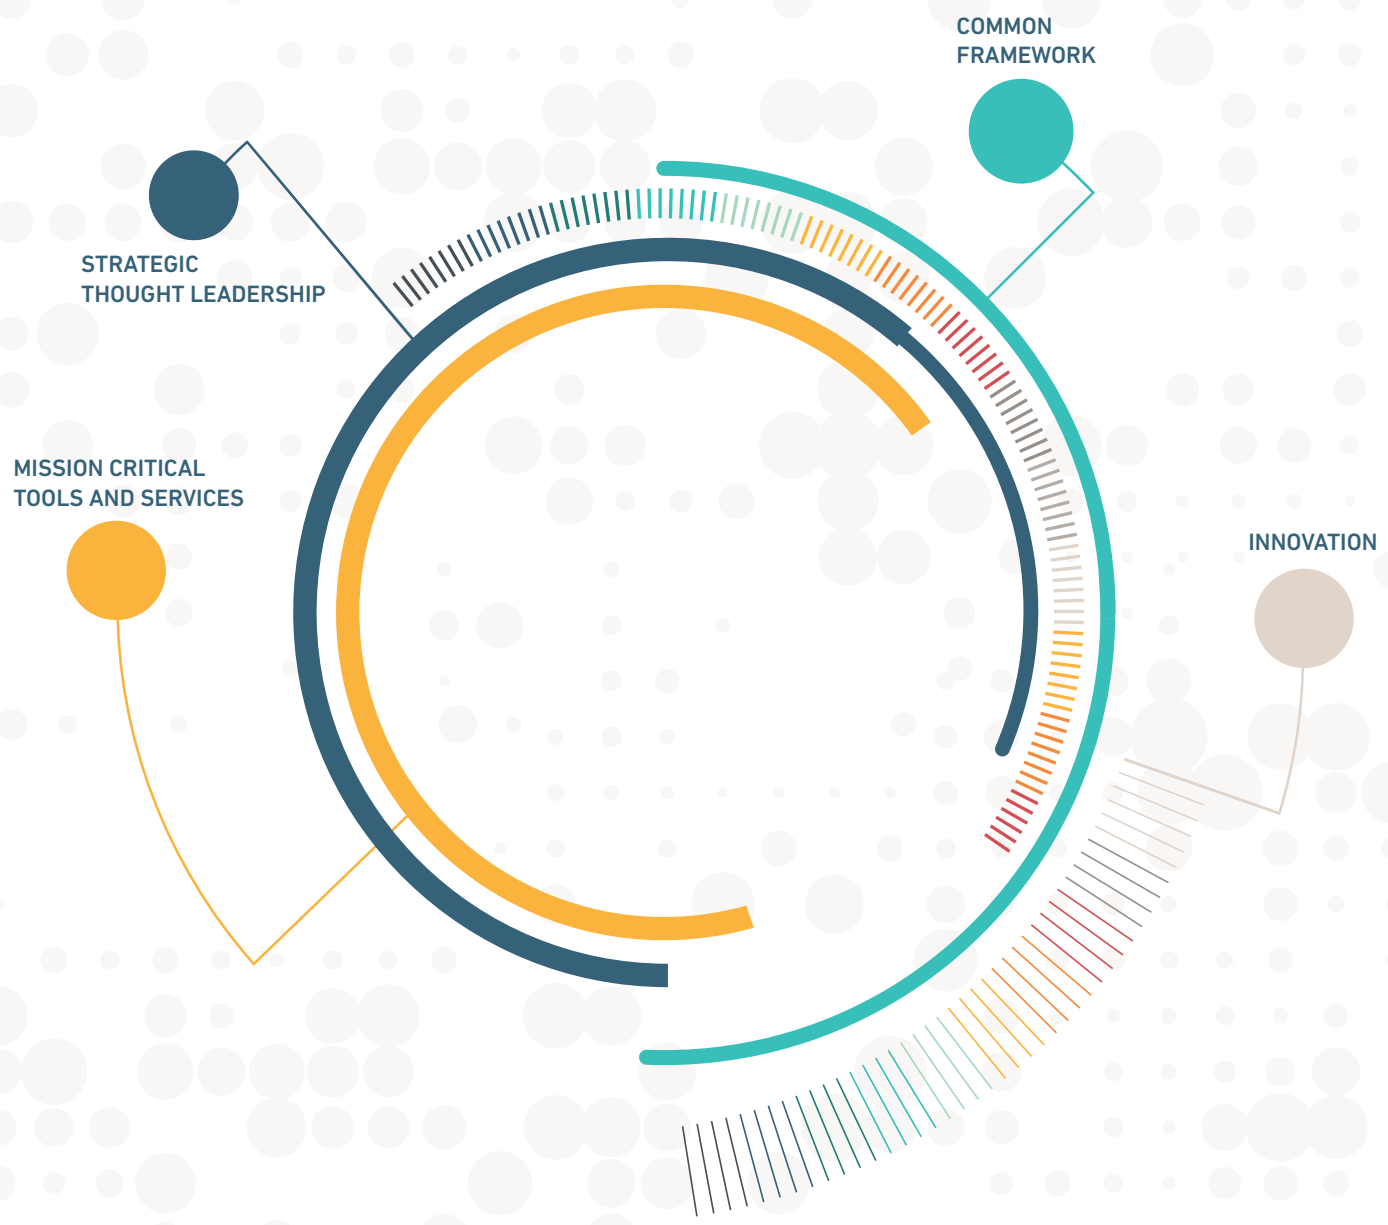 COMMON
FRAMEWORK
STRATEGIC
THOUGHT LEADERSHIP
MISSION CRITICAL
TOOLS AND SERVICES
INNOVATION